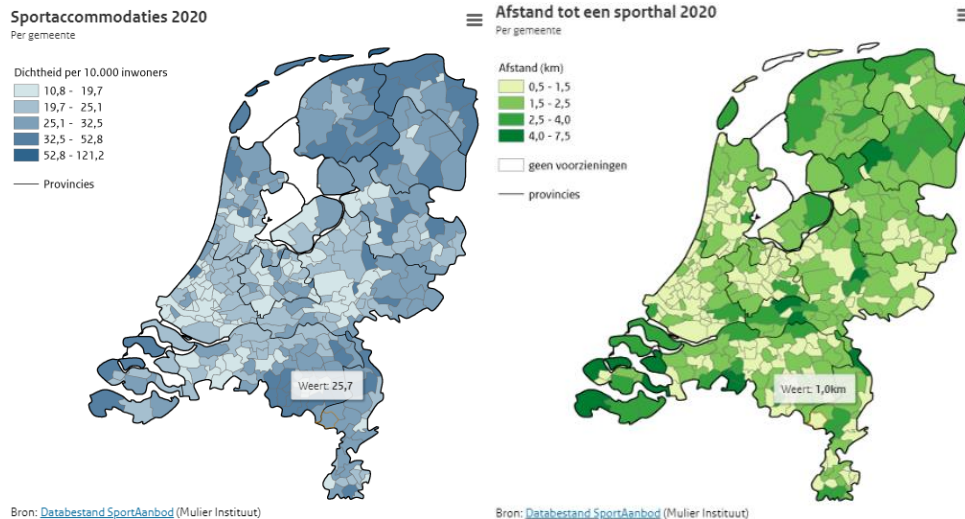 Sportaccommodaties 2020
Per gemeente
Dichtheid per 10.000 inwoners
10,8 - 19,7
19,7 - 25,1
25,1 - 32,5
32,5 - 52,8
52,8 - 121,2
Provincies
Weert: 25,7
Bron: Databestand SportAanbod (Mulier Instituut)
Afstand tot een sporthal 2020
Per gemeente
Afstand (km)
0,5 - 1,5
1,5 - 2,5
2,5 - 4,0
4,0 - 7,5
geen voorzieningen
provincies
Weert: 1,0km
Bron: Databestand SportAanbod (Mulier Instituut)